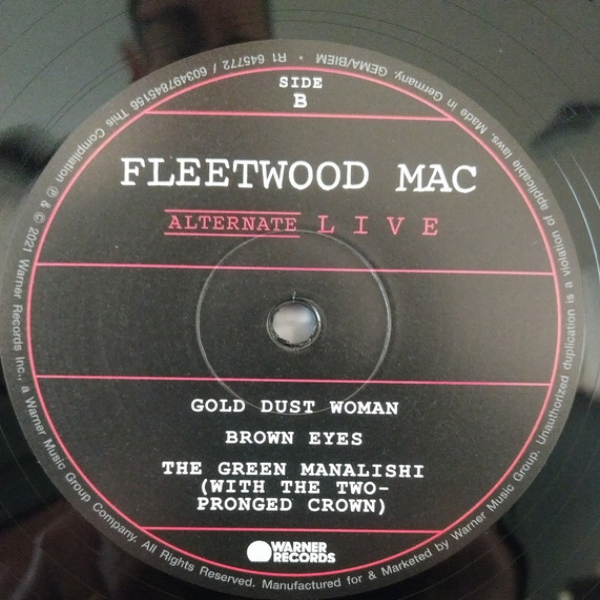 SIDE
B
FLEETWOOD MAC
ALTERNATE LIVE
GOLD DUST WOMAN
BROWN EYES
THE GREEN MANALISHI
(WITH THE TWO-
PRONGED CROWN)
WARNER
RECORDS
℗ & © 2021 Warner Records Inc., a Warner Music Group Company. All Rights Reserved. Manufactured for & Marketed by Warner Music Group. Unauthorized duplication is a violation of applicable laws. Made in Germany. GEMA/BIEM • R1 645772 / 603497845156 This Compilation